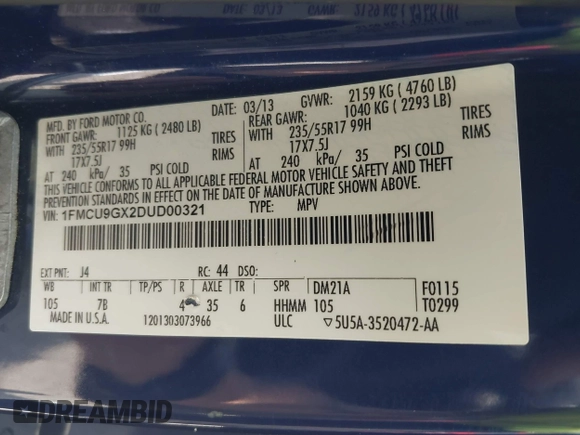 MFD. BY FORD MOTOR CO.
DATE: 03/13 GVWR: 2159 KG ( 4760 LB)
FRONT GAWR: 1125 KG ( 2480 LB)
REAR GAWR: 1040 KG ( 2293 LB)
WITH 235/55R17 99H TIRES
WITH 235/55R17 99H TIRES
17X7.5J RIMS
17X7.5J RIMS
AT 240 kPa/ 35 PSI COLD
AT 240 kPa/ 35 PSI COLD
THIS VEHICLE CONFORMS TO ALL APPLICABLE FEDERAL MOTOR VEHICLE SAFETY AND THEFT
PREVENTION STANDARDS IN EFFECT ON THE DATE OF MANUFACTURE SHOWN ABOVE.
VIN: 1FMCU9GX2DUD00321 TYPE: MPV
EXT PNT: J4 RC: 44 DSO:
WB INT TR TP/PS R AXLE TR SPR DM21A F0115
105 7B 4 35 6 HHMM 105 T0299
MADE IN U.S.A. 1201303073966 ULC 5U5A-3520472-AA
DREAMBID